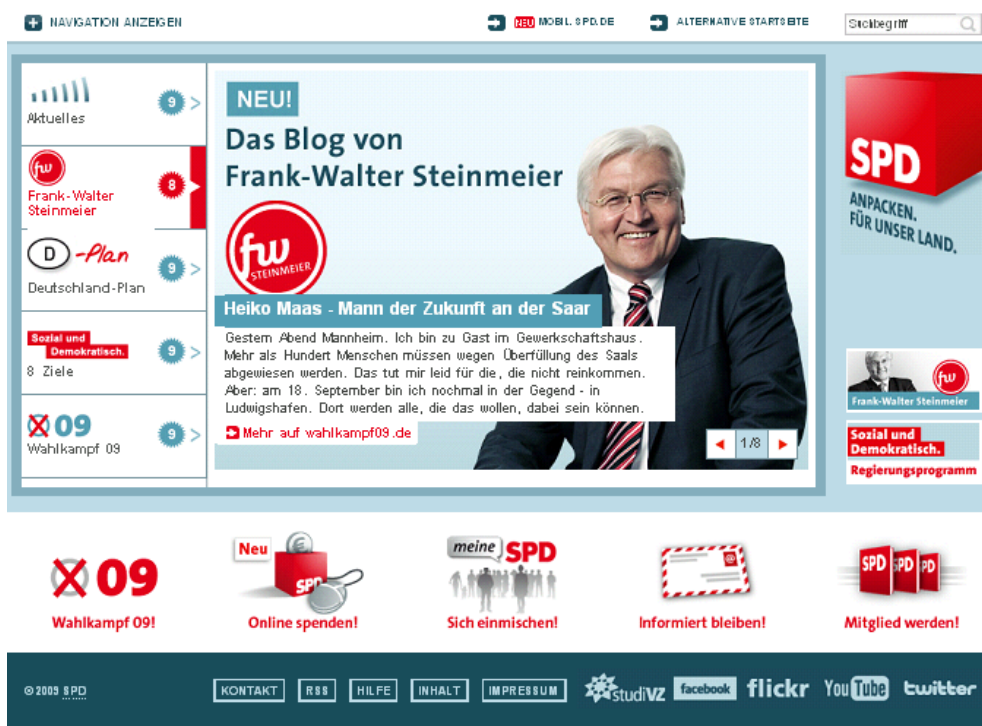 NAVIGATION ANZEIGEN
NEU MOBIL.SPD.DE
ALTERNATIVE STARTSEITE
Suchbegriff
Aktuelles
9
fw
Frank-Walter
Steinmeier
8
D-Plan
Deutschland-Plan
9
Sozial und
Demokratisch.
8 Ziele
9
09
Wahlkampf 09
9
NEU!
Das Blog von
Frank-Walter Steinmeier
fw
STEINMEIER
Heiko Maas - Mann der Zukunft an der Saar
Gestern Abend Mannheim. Ich bin zu Gast im Gewerkschaftshaus.
Mehr als Hundert Menschen müssen wegen Überfüllung des Saals
abgewiesen werden. Das tut mir leid für die, die nicht reinkommen.
Aber: am 18. September bin ich nochmal in der Gegend - in
Ludwigshafen. Dort werden alle, die das wollen, dabei sein können.
Mehr auf wahlkampf09.de
1/8
SPD
ANPACKEN.
FÜR UNSER LAND.
fw
Frank-Walter Steinmeier
Sozial und
Demokratisch.
Regierungsprogramm
09
Wahlkampf 09!
Neu
€
SPD
Online spenden!
meine SPD
Sich einmischen!
@
Informiert bleiben!
SPD SPD PD
Mitglied werden!
© 2009 SPD
KONTAKT
RSS
HILFE
INHALT
IMPRESSUM
studiVZ
facebook
flickr
YouTube
twitter